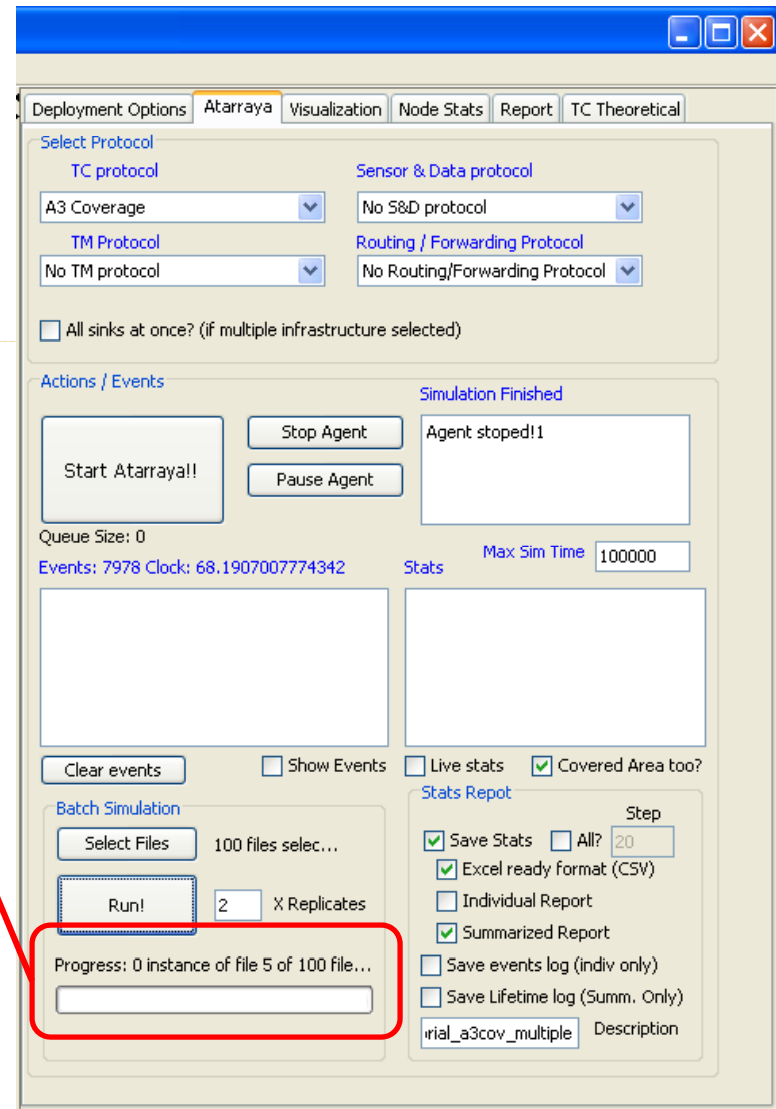 Deployment Options Atarraya Visualization Node Stats Report TC Theoretical
Select Protocol
TC protocol Sensor & Data protocol
A3 Coverage No S&D protocol
TM Protocol Routing / Forwarding Protocol
No TM protocol No Routing/Forwarding Protocol
All sinks at once? (if multiple infrastructure selected)
Actions / Events
Simulation Finished
Start Atarraya!! Stop Agent Agent stoped!1
Pause Agent
Queue Size: 0
Max Sim Time 100000
Events: 7978 Clock: 68.1907007774342 Stats
Clear events Show Events Live stats Covered Area too?
Batch Simulation Stats Repot
Step
Select Files 100 files selec... Save Stats All? 20
Excel ready format (CSV)
Run! 2 X Replicates Individual Report
Summarized Report
Progress: 0 instance of file 5 of 100 file... Save events log (indiv only)
Save Lifetime log (Summ. Only)
rial_a3cov_multiple Description